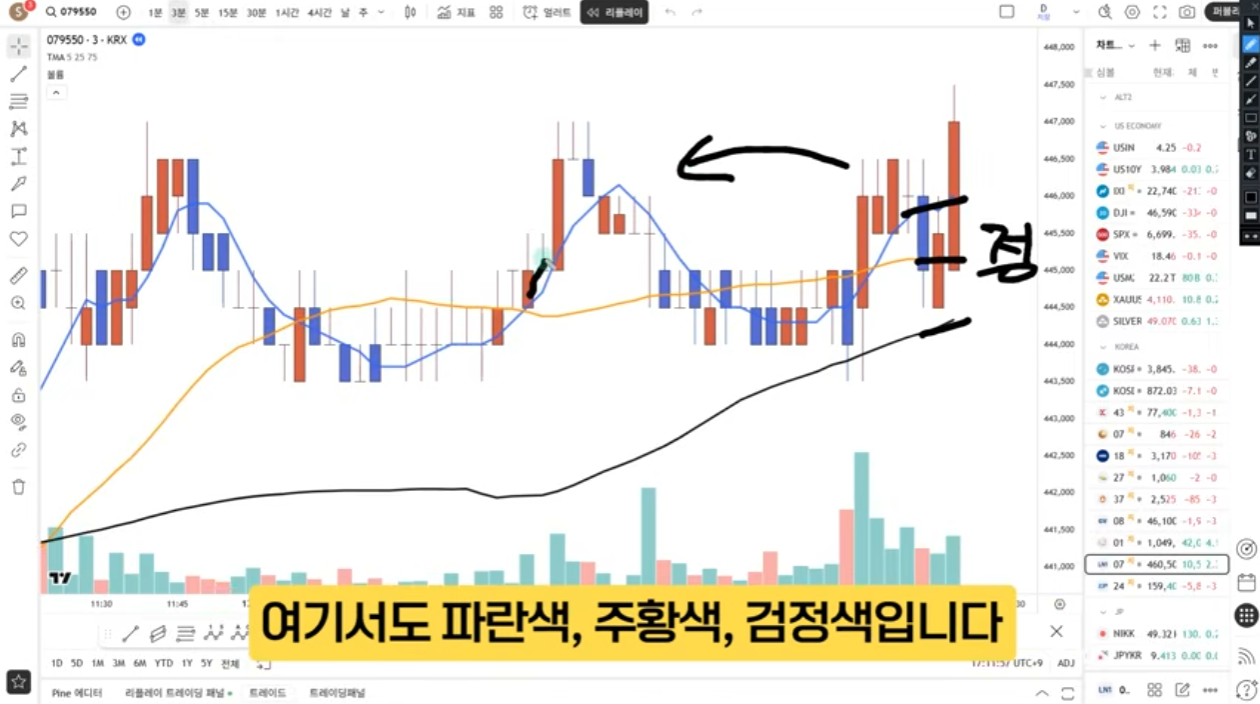 S 3 079550 1분 3분 5분 15분 30분 1시간 4시간 날 주 지표 얼러트 리플레이 D 퍼블리
079550 · 3 · KRX
TMA 5 25 75
볼륨
448,000
447,500
447,000
446,500
446,000
445,500
445,000
444,500
444,000
443,500
443,000
442,500
442,000
441,500
441,000
점
차트...
심볼 현재. 체
ALT2
US ECONOMY
USIN 4.25 -0.2
US10Y 3.984 0.03 0.2
IXI 22,740 -213 -0
DJI 46,590 -334 -0
SPX 6,699. -35. -0
VIX 18.46 -0.1 -0
USMC 22.2T 80B 0.
XAUUS 4,110. 10.8 0.2
SILVER 49.070 0.63 1.
KOREA
KOSI 3,845. -38. -0
KOSI 872.03 -7.1 -0
43 77,400 -1,3 -1
07 846 -26 -2
18 3,170 -105 -3
27 1,060 -2 -0
37 2,525 -85 -3
08 46,100 -1,9 -3
01 1,049, 42,0 4.
07 460,50 10,5 2.
24 159,40 -5,8 -3
JP
NIKK 49.321 130. 0.2
JPYKR 9.413 0.00 0.0
11:30 11:45
여기서도 파란색, 주황색, 검정색입니다
1D 5D 1M 3M 6M YTD 1Y 5Y 전체 17:11:57 UTC+9 ADJ
Pine 에디터 리플레이 트레이딩 패널 트레이드 트레이딩패널